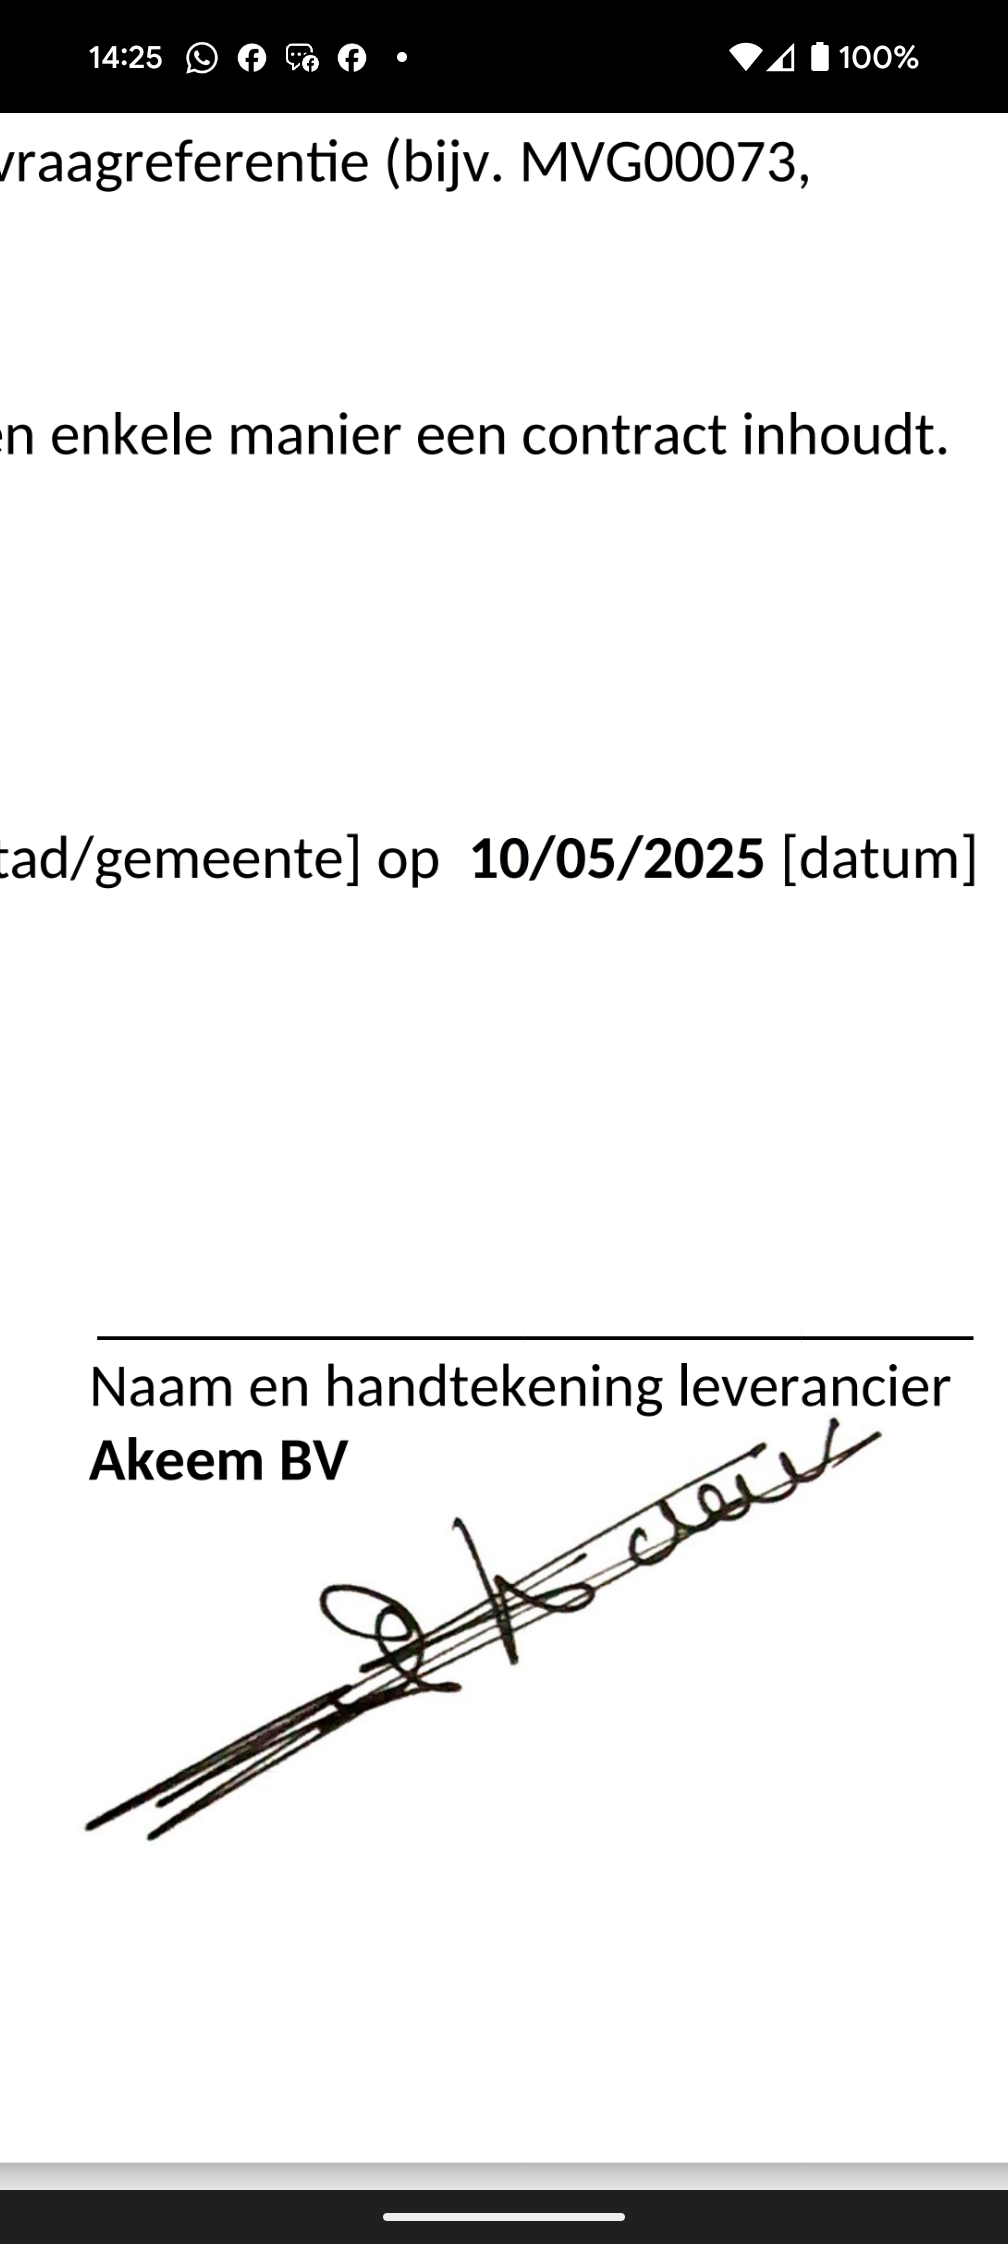 14:25 100%
vraagreferentie (bijv. MVG00073,
en enkele manier een contract inhoudt.
tad/gemeente] op 10/05/2025 [datum]
Naam en handtekening leverancier
Akeem BV